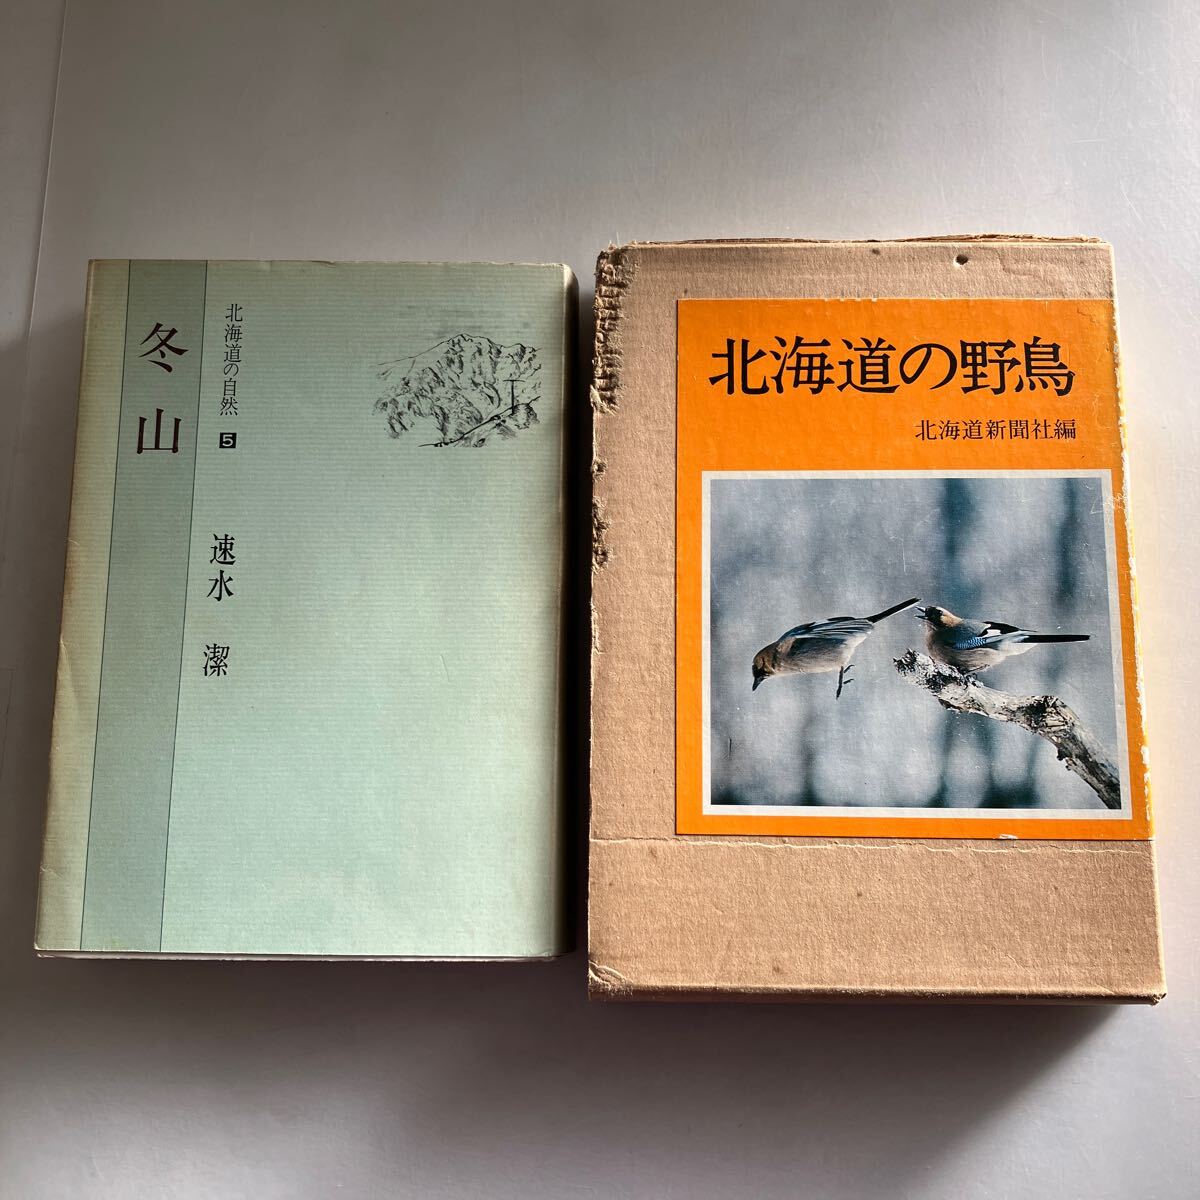 冬山
北海道の自然 5
速水 潔
北海道の野鳥
北海道新聞社編